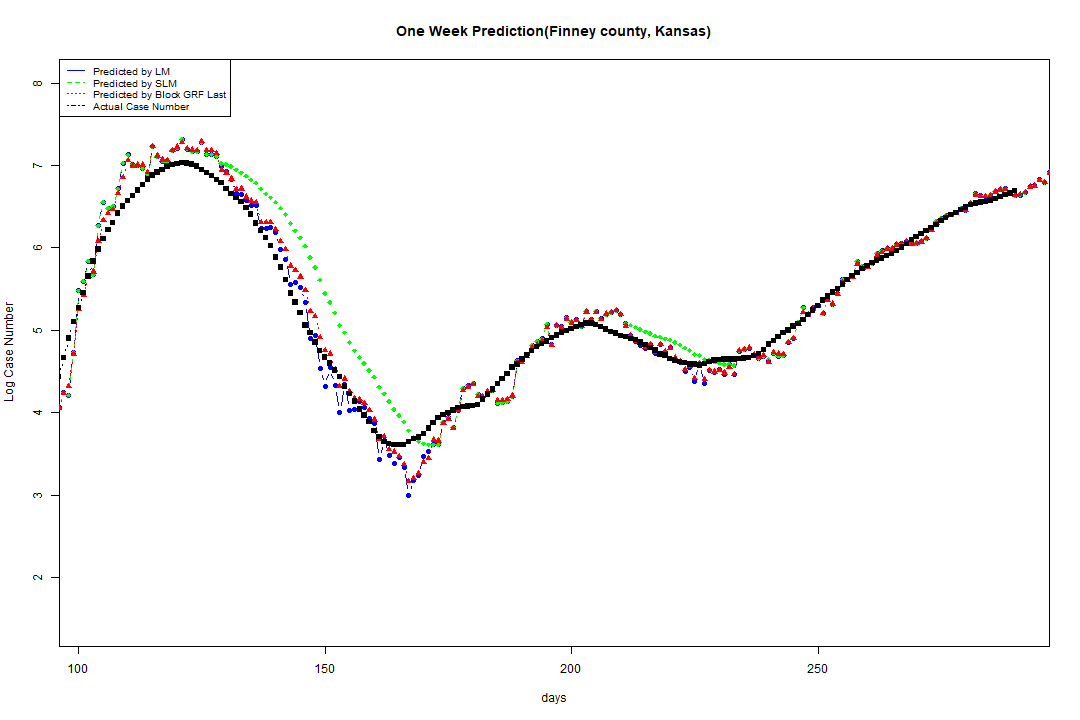 One Week Prediction(Finney county, Kansas)
Predicted by LM
Predicted by SLM
Predicted by Block GRF Last
Actual Case Number
8
7
6
5
4
3
2
Log Case Number
100 150 200 250
days